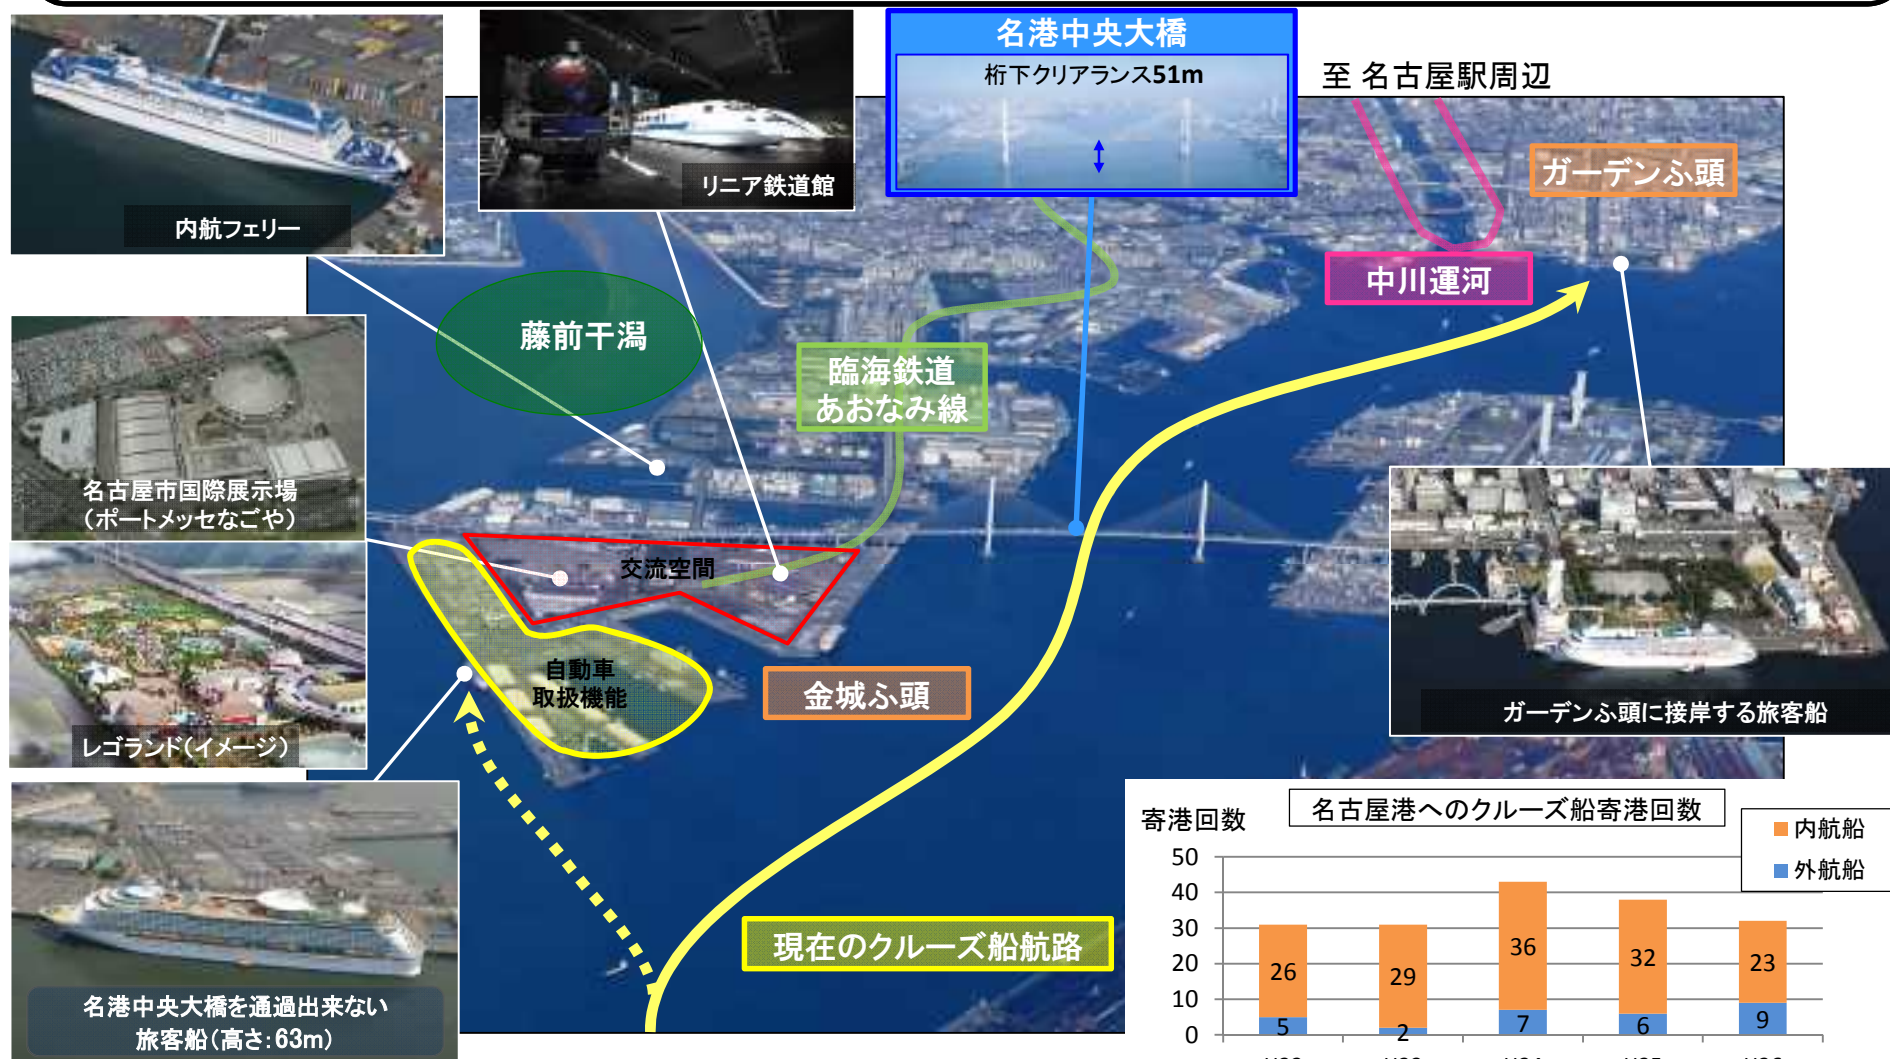 名港中央大橋
桁下クリアランス51m
至 名古屋駅周辺
内航フェリー
リニア鉄道館
ガーデンふ頭
中川運河
藤前干潟
臨海鉄道
あおなみ線
名古屋市国際展示場
（ポートメッセなごや）
交流空間
自動車
取扱機能
金城ふ頭
レゴランド（イメージ）
ガーデンふ頭に接岸する旅客船
現在のクルーズ船航路
名港中央大橋を通過出来ない
旅客船（高さ：63m）
寄港回数
名古屋港へのクルーズ船寄港回数
内航船
外航船
50
40
30
20
10
0
26 29 36 32 23
5 2 7 6 9